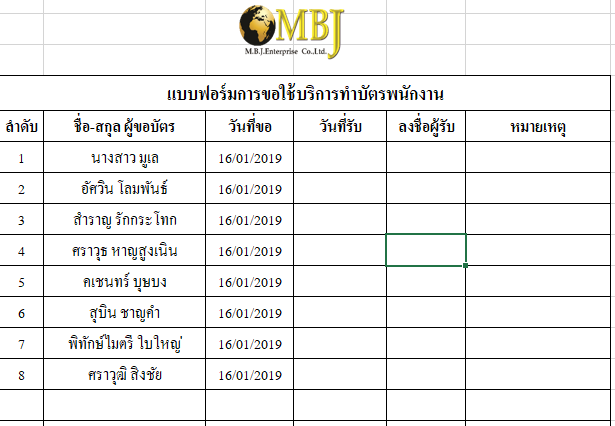 MBJ
M.B.J.Enterprise Co.,Ltd.
แบบฟอร์มการขอใช้บริการทำบัตรพนักงาน
ลำดับ ชื่อ-สกุล ผู้ขอบัตร วันที่ขอ วันที่รับ ลงชื่อผู้รับ หมายเหตุ
1 นางสาว มูเล 16/01/2019
2 อัศวิน โลมพันธ์ 16/01/2019
3 สำราญ รักกระโทก 16/01/2019
4 ศราวุธ หาญสูงเนิน 16/01/2019
5 คเชนทร์ บุษบง 16/01/2019
6 สุบิน ชาญคำ 16/01/2019
7 พิทักษ์ไมตรี ใบใหญ่ 16/01/2019
8 ศราวุฒิ สิงชัย 16/01/2019